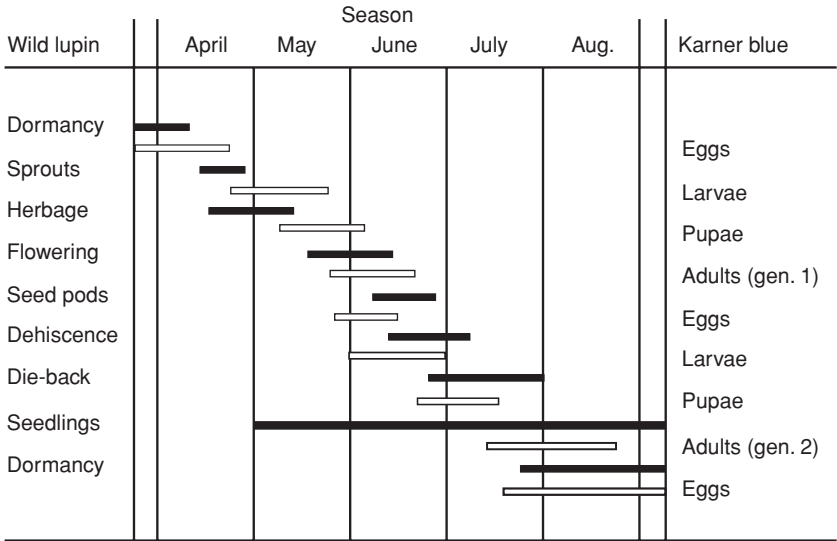 Season
Wild lupin April May June July Aug. Karner blue
Dormancy
Eggs
Sprouts
Larvae
Herbage
Pupae
Flowering
Adults (gen. 1)
Seed pods
Eggs
Dehiscence
Larvae
Die-back
Pupae
Seedlings
Adults (gen. 2)
Dormancy
Eggs